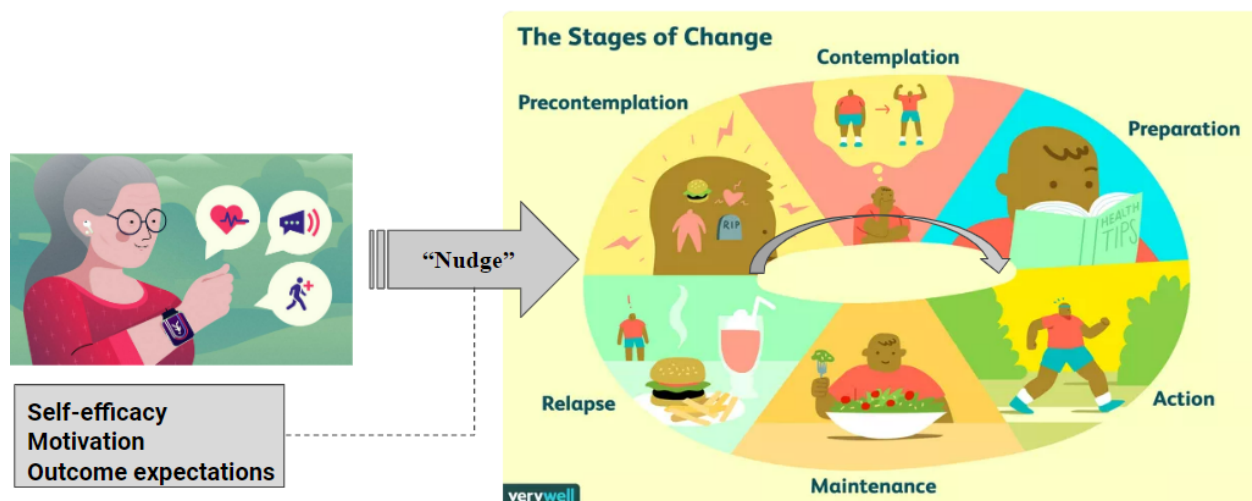 The Stages of Change
Contemplation
Precontemplation
Preparation
RIP
HEALTH
TIPS
“Nudge”
Self-efficacy
Motivation
Outcome expectations
Relapse
Action
Maintenance
verywell